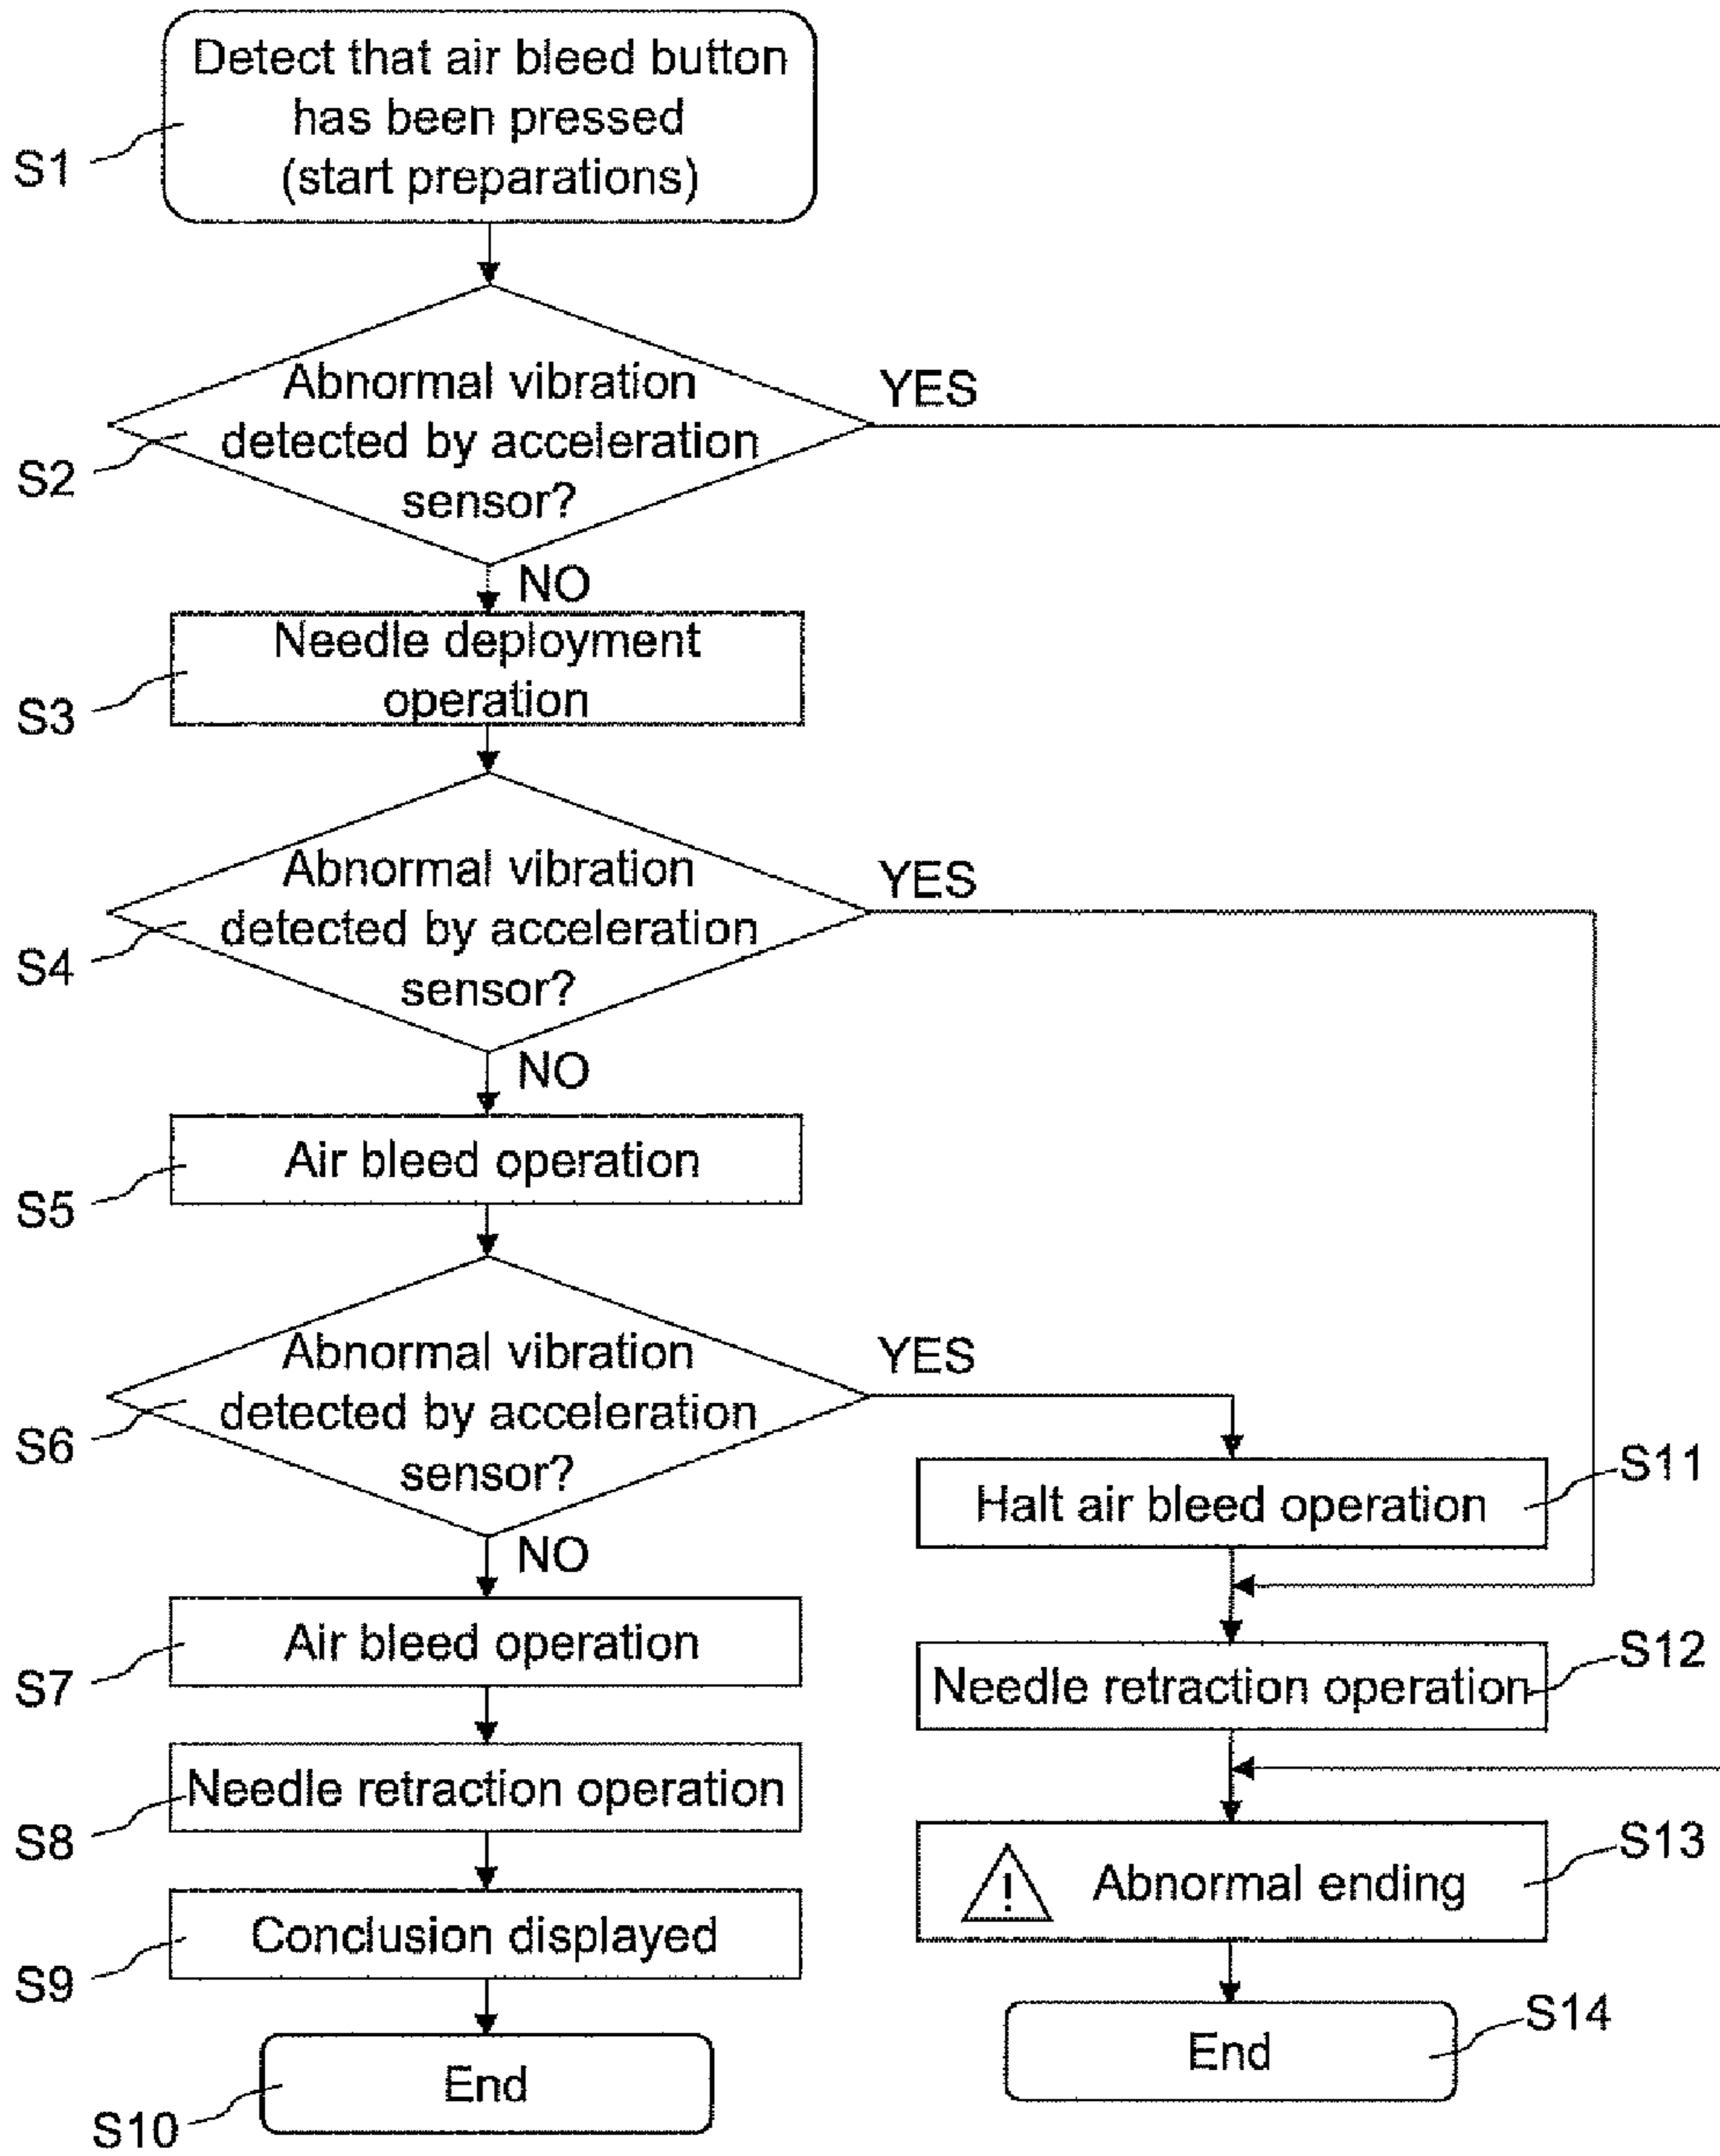 Detect that air bleed button
has been pressed
(start preparations)
S1
Abnormal vibration
detected by acceleration
sensor?
YES
S2
NO
Needle deployment
operation
S3
Abnormal vibration
detected by acceleration
sensor?
YES
S4
NO
Air bleed operation
S5
Abnormal vibration
detected by acceleration
sensor?
YES
S6
NO
Air bleed operation
S7
Needle retraction operation
S8
Conclusion displayed
S9
End
S10
Halt air bleed operation
S11
Needle retraction operation
S12
! Abnormal ending
S13
End
S14